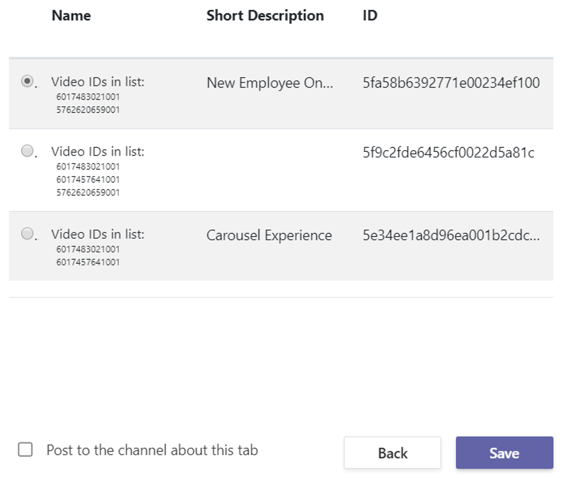 Name Short Description ID
Video IDs in list: New Employee On... 5fa58b6392771e00234ef100
6017483021001
5762620659001
Video IDs in list: 5f9c2fde6456cf0022d5a81c
6017483021001
6017457641001
5762620659001
Video IDs in list: Carousel Experience 5e34ee1a8d96ea001b2cdc...
6017483021001
6017457641001
Post to the channel about this tab Back Save